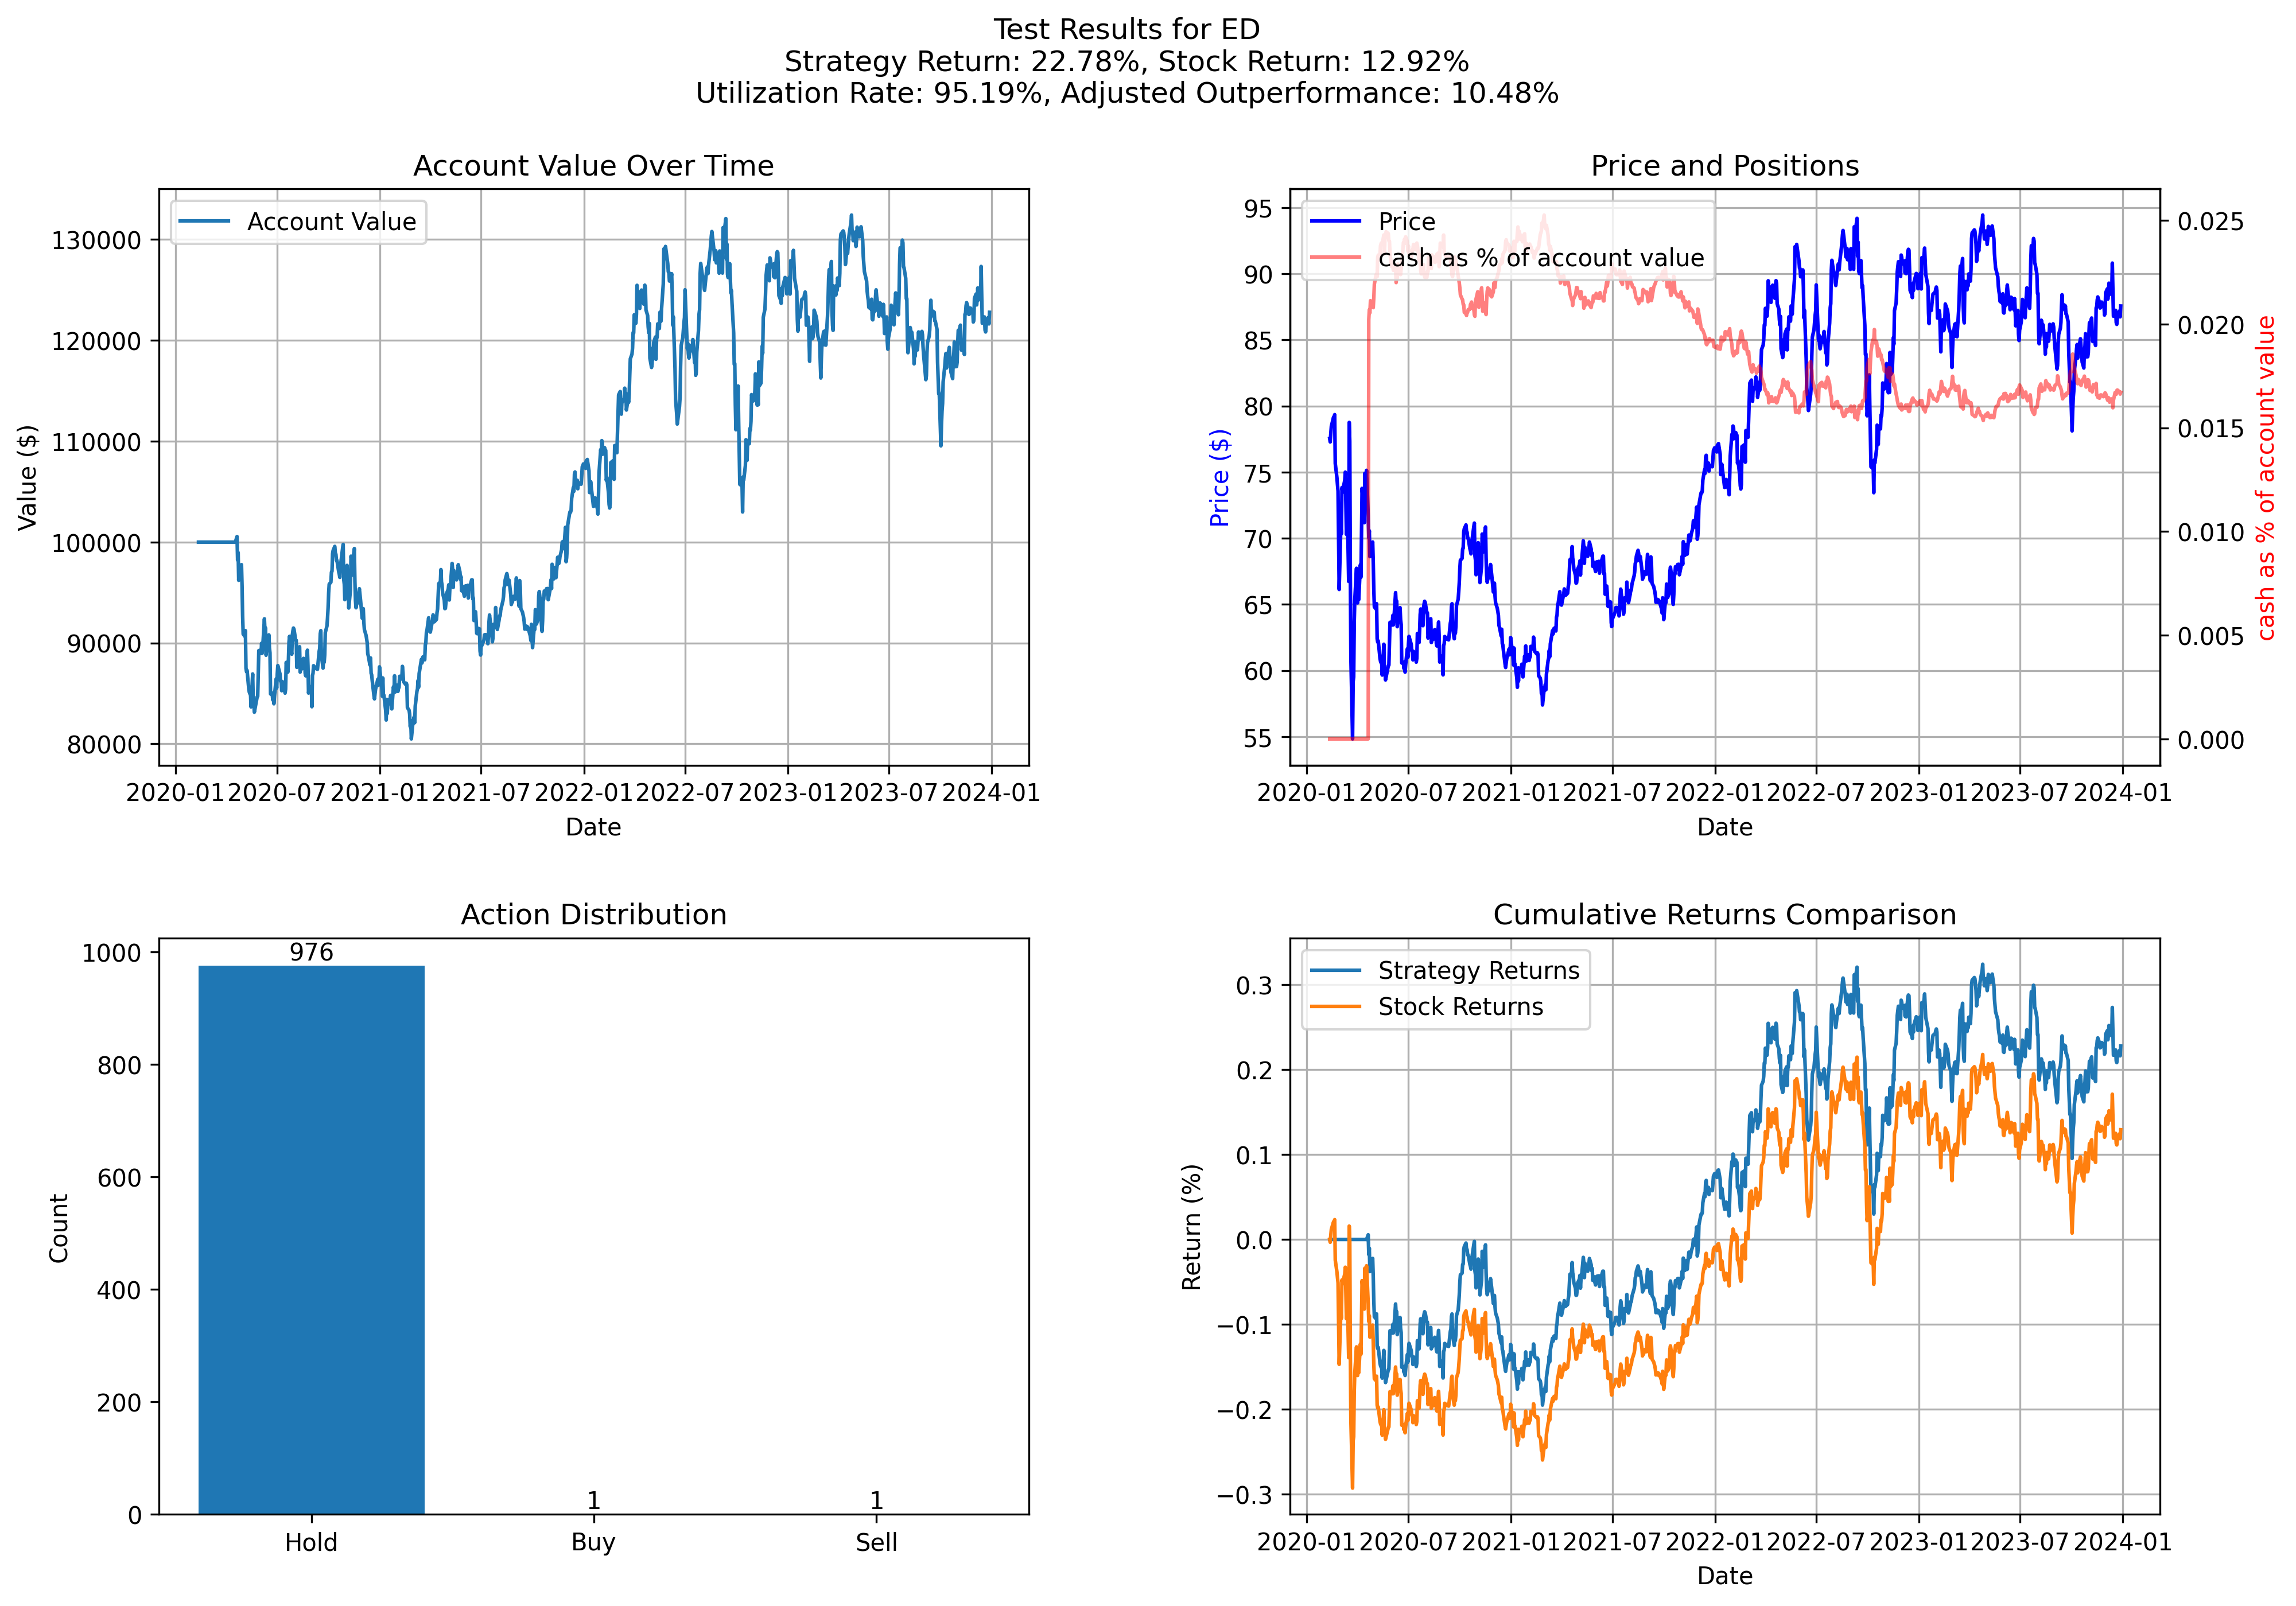 Test Results for ED
Strategy Return: 22.78%, Stock Return: 12.92%
Utilization Rate: 95.19%, Adjusted Outperformance: 10.48%
Account Value Over Time
Account Value
130000
120000
110000
100000
90000
80000
Value ($)
2020-01 2020-07 2021-01 2021-07 2022-01 2022-07 2023-01 2023-07 2024-01
Date
Price and Positions
Price
cash as % of account value
95
90
85
80
75
70
65
60
55
Price ($)
0.025
0.020
0.015
0.010
0.005
0.000
cash as % of account value
2020-01 2020-07 2021-01 2021-07 2022-01 2022-07 2023-01 2023-07 2024-01
Date
Action Distribution
1000
800
600
400
200
0
Count
976
1
1
Hold Buy Sell
Cumulative Returns Comparison
Strategy Returns
Stock Returns
0.3
0.2
0.1
0.0
−0.1
−0.2
−0.3
Return (%)
2020-01 2020-07 2021-01 2021-07 2022-01 2022-07 2023-01 2023-07 2024-01
Date